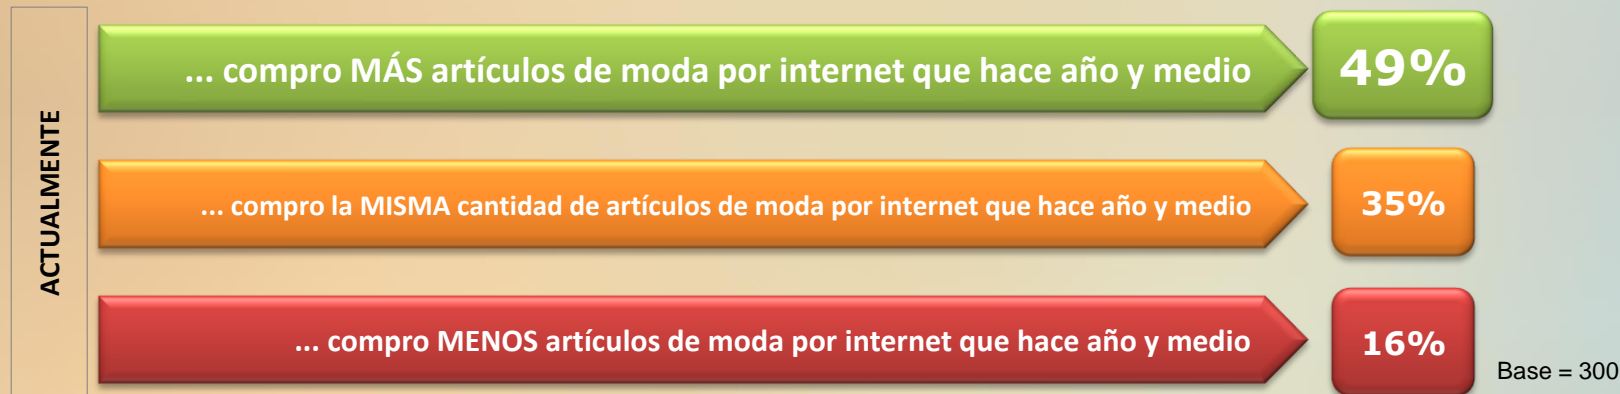 ACTUALMENTE
... compro MÁS artículos de moda por internet que hace año y medio
49%
... compro la MISMA cantidad de artículos de moda por internet que hace año y medio
35%
... compro MENOS artículos de moda por internet que hace año y medio
16%
Base = 300